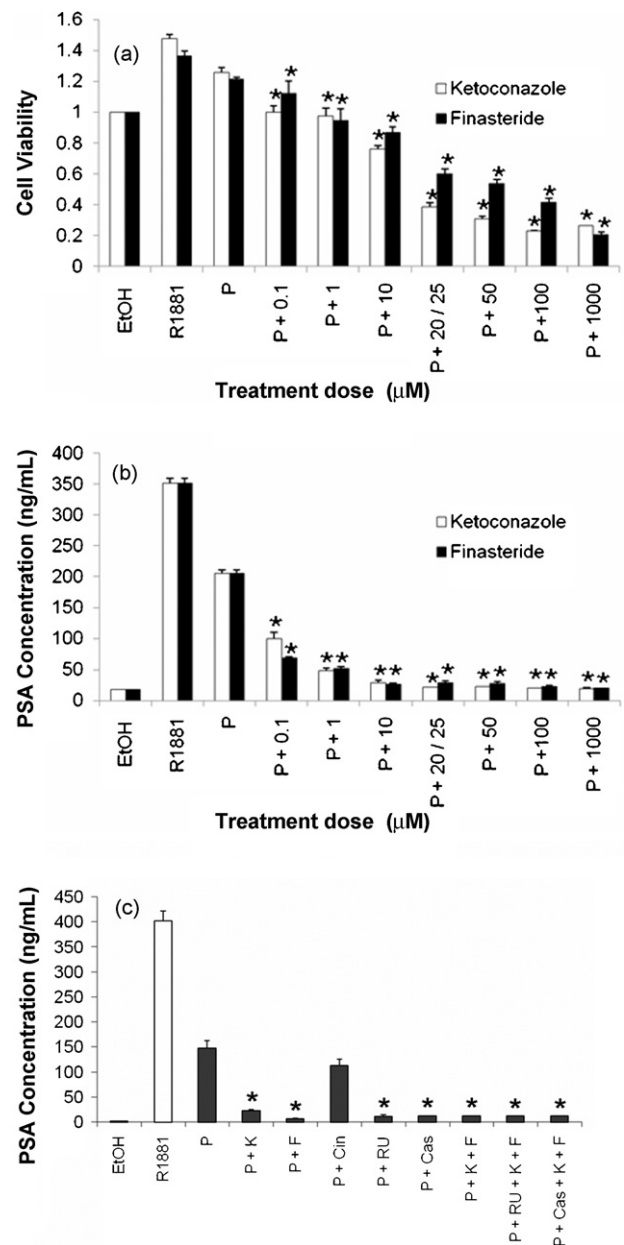 (a)
Cell Viability
1.6
1.4
1.2
1
0.8
0.6
0.4
0.2
0
* * * * * * * * * * * * * *
Ketoconazole
Finasteride
EtOH
R1881
P
P + 0.1
P + 1
P + 10
P + 20 / 25
P + 50
P +100
P + 1000
Treatment dose (μM)
(b)
PSA Concentration (ng/mL)
400
350
300
250
200
150
100
50
0
* * * * * * * * * * * * * *
Ketoconazole
Finasteride
EtOH
R1881
P
P + 0.1
P + 1
P + 10
P + 20 / 25
P + 50
P +100
P + 1000
Treatment dose (μM)
(c)
PSA Concentration (ng/mL)
450
400
350
300
250
200
150
100
50
0
* * * * * * *
EtOH
R1881
P
P + K
P + F
P + Cin
P + RU
P + Cas
P + K + F
P + RU + K + F
P + Cas + K + F